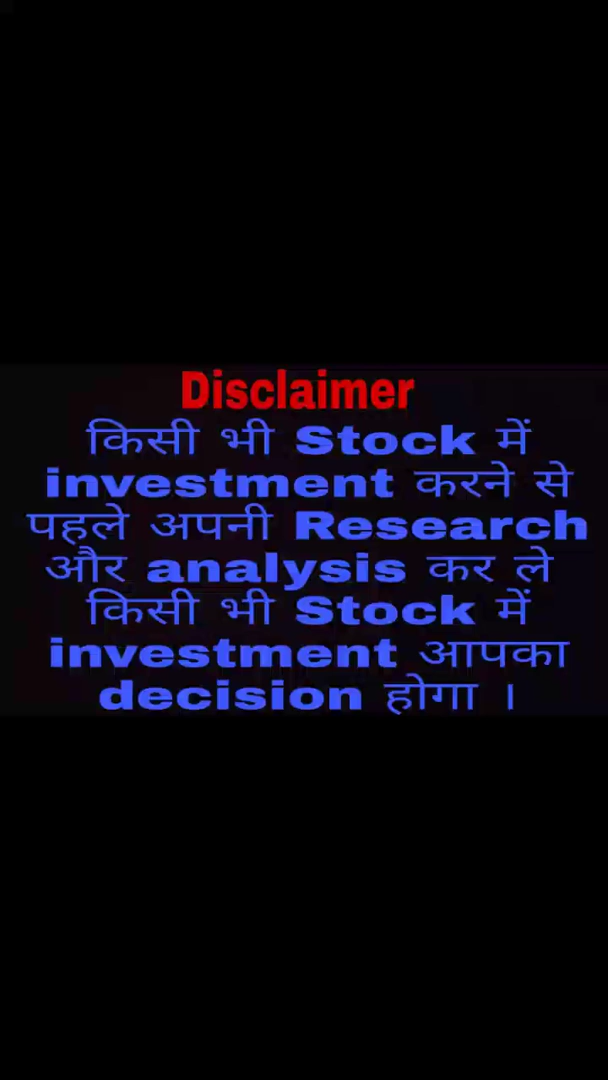 Disclaimer
किसी भी Stock में
investment करने से
पहले अपनी Research
और analysis कर ले
किसी भी Stock में
investment आपका
decision होगा ।